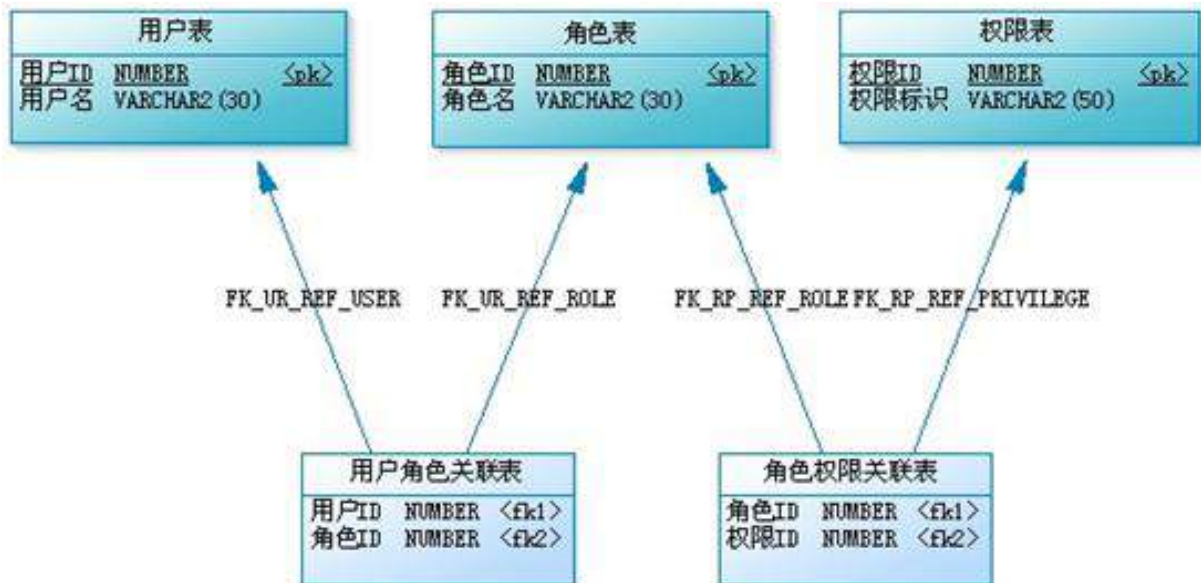 用户表 角色表 权限表
用户ID NUMBER <pk> 角色ID NUMBER <pk> 权限ID NUMBER <pk>
用户名 VARCHAR2(30) 角色名 VARCHAR2(30) 权限标识 VARCHAR2(50)
FK_UR_REF_USER FK_UR_REF_ROLE FK_RP_REF_ROLE FK_RP_REF_PRIVILEGE
用户角色关联表 角色权限关联表
用户ID NUMBER <fk1> 角色ID NUMBER <fk1>
角色ID NUMBER <fk2> 权限ID NUMBER <fk2>